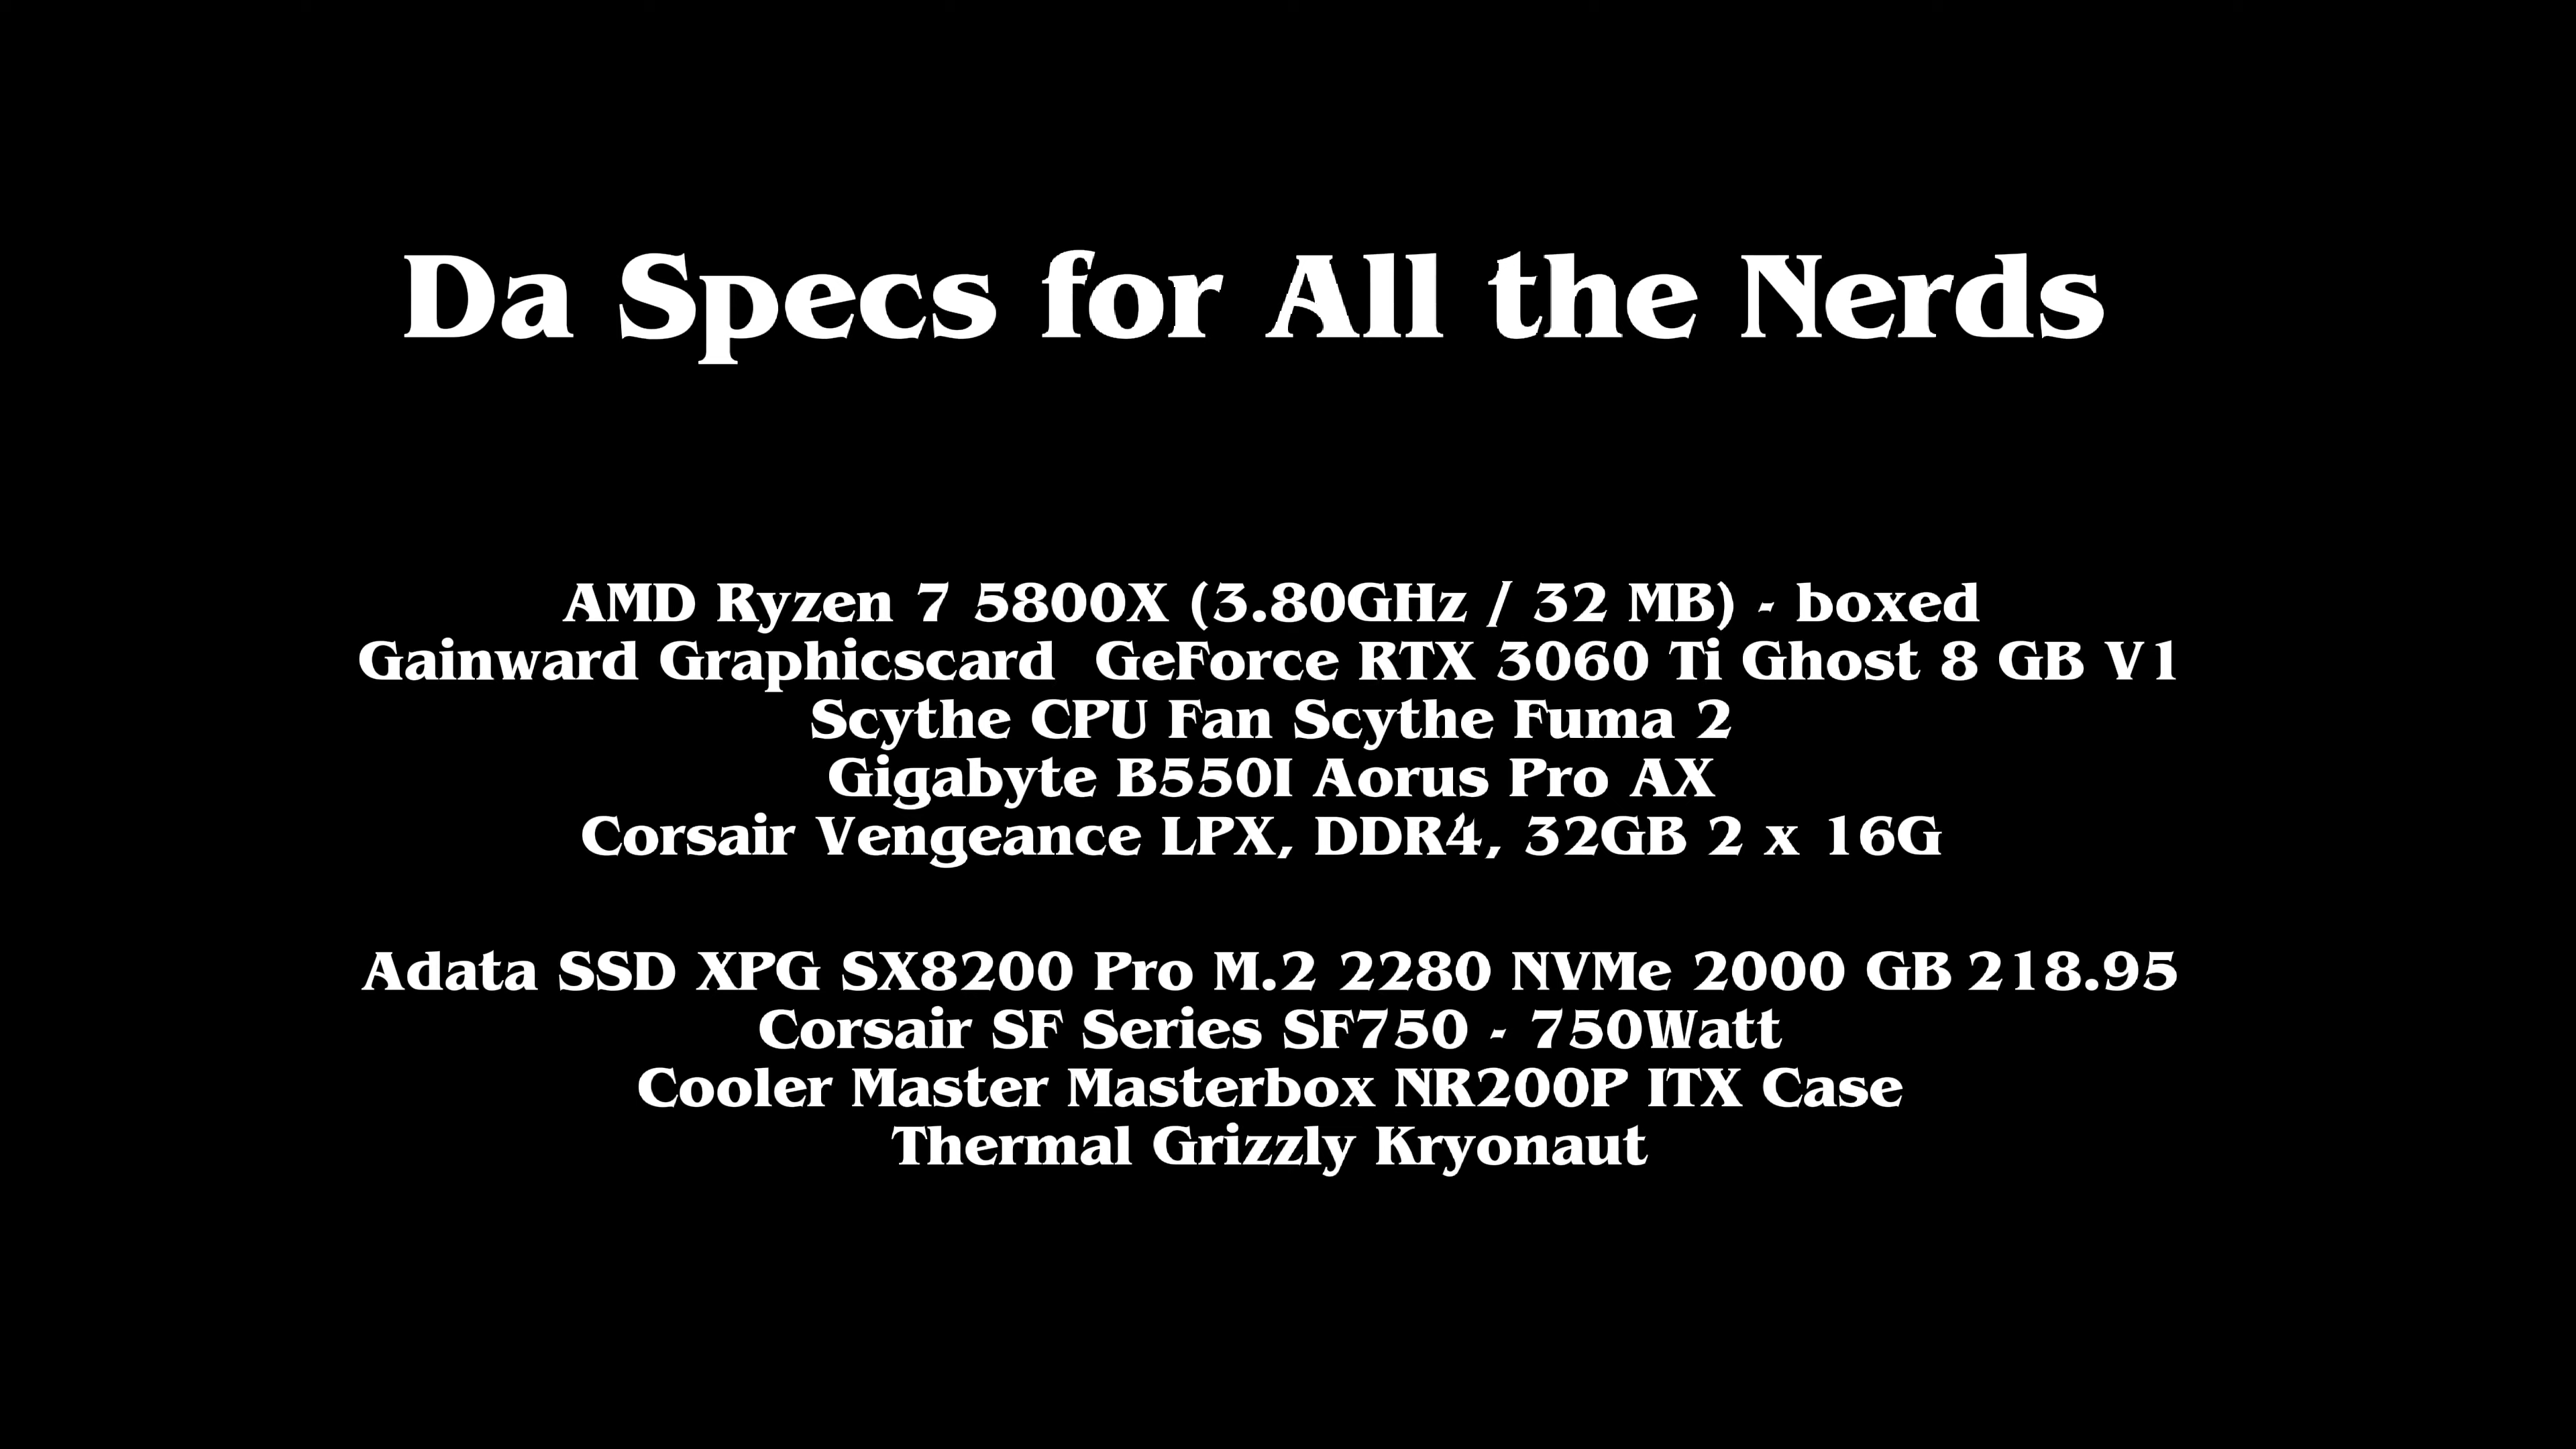 Da Specs for All the Nerds
AMD Ryzen 7 5800X (3.80GHz / 32 MB) - boxed
Gainward Graphicscard  GeForce RTX 3060 Ti Ghost 8 GB V1
Scythe CPU Fan Scythe Fuma 2
Gigabyte B550I Aorus Pro AX
Corsair Vengeance LPX, DDR4, 32GB 2 x 16G
Adata SSD XPG SX8200 Pro M.2 2280 NVMe 2000 GB 218.95
Corsair SF Series SF750 - 750Watt
Cooler Master Masterbox NR200P ITX Case
Thermal Grizzly Kryonaut